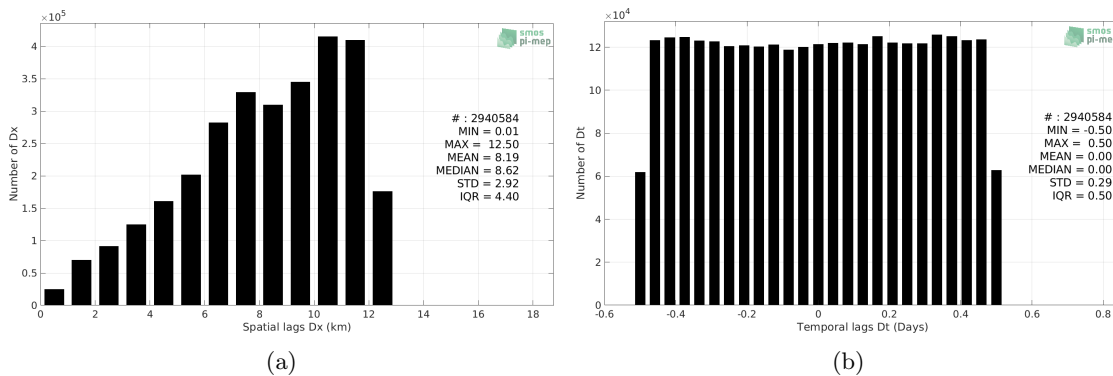 ×10⁵
4
3.5
3
2.5
2
1.5
1
0.5
0
Number of Dx
0 2 4 6 8 10 12 14 16 18
Spatial lags Dx (km)
smos
pi-mep
# : 2940584
MIN = 0.01
MAX = 12.50
MEAN = 8.19
MEDIAN = 8.62
STD = 2.92
IQR = 4.40
(a)
×10⁴
12
10
8
6
4
2
0
Number of Dt
-0.6 -0.4 -0.2 0 0.2 0.4 0.6 0.8
Temporal lags Dt (Days)
smos
pi-me
# : 2940584
MIN = -0.50
MAX = 0.50
MEAN = 0.00
MEDIAN = 0.00
STD = 0.29
IQR = 0.50
(b)